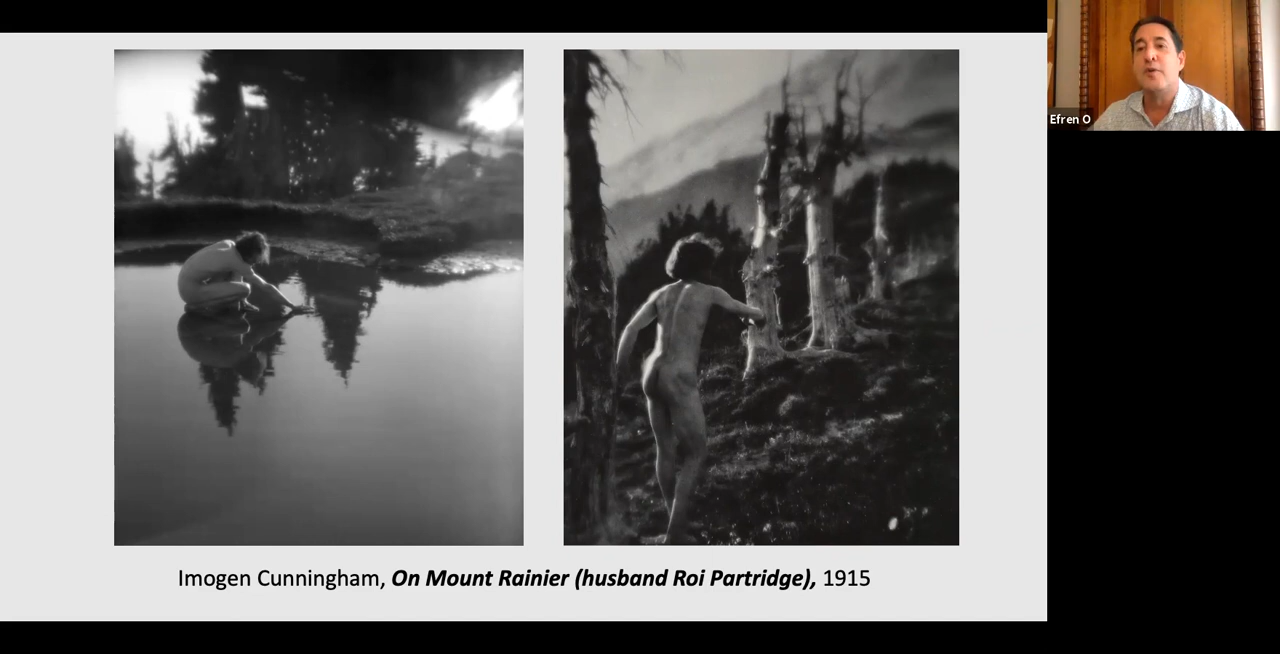 Efren O
Imogen Cunningham, On Mount Rainier (husband Roi Partridge), 1915